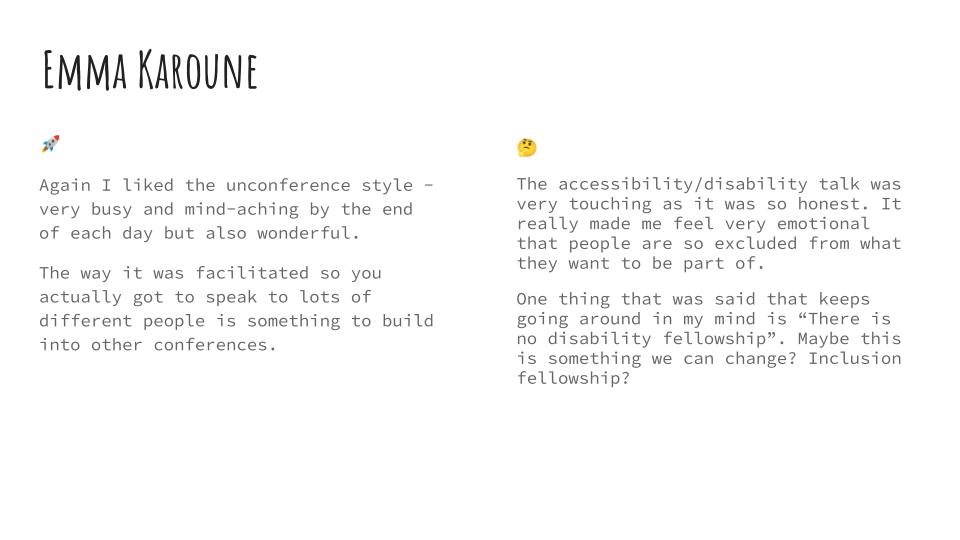 Emma Karoune
🚀
Again I liked the unconference style -
very busy and mind-aching by the end
of each day but also wonderful.
The way it was facilitated so you
actually got to speak to lots of
different people is something to build
into other conferences.
🤔
The accessibility/disability talk was
very touching as it was so honest. It
really made me feel very emotional
that people are so excluded from what
they want to be part of.
One thing that was said that keeps
going around in my mind is “There is
no disability fellowship”. Maybe this
is something we can change? Inclusion
fellowship?